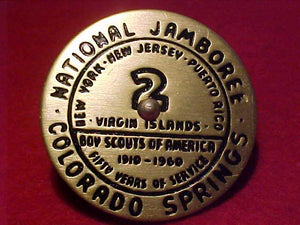 NATIONAL JAMBOREE
NEW YORK · NEW JERSEY · PUERTO RICO
2
· VIRGIN ISLANDS ·
BOY SCOUTS OF AMERICA
1910-1960
FIFTY YEARS OF SERVICE
· COLORADO SPRINGS ·